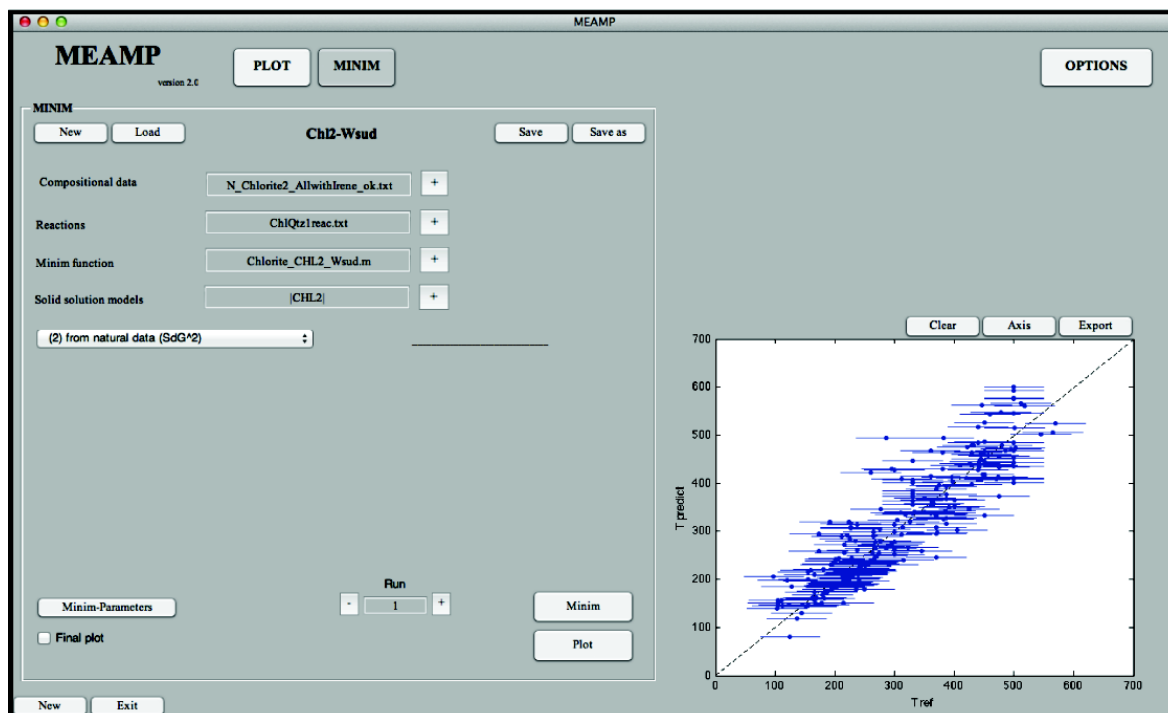 MEAMP
MEAMP
version 2.0
PLOT
MINIM
OPTIONS
MINIM
New
Load
Chl2-Wsud
Save
Save as
Compositional data
N_Chlorite2_AllwithIrene_ok.txt
+
Reactions
ChlQtz1reac.txt
+
Minim function
Chlorite_CHL2_Wsud.m
+
Solid solution models
|CHL2|
+
(2) from natural data (SdG^2)
Clear
Axis
Export
700
600
500
400
300
200
100
0
T predict
0 100 200 300 400 500 600 700
T ref
Run
Minim-Parameters
-
1
+
Minim
Final plot
Plot
New
Exit